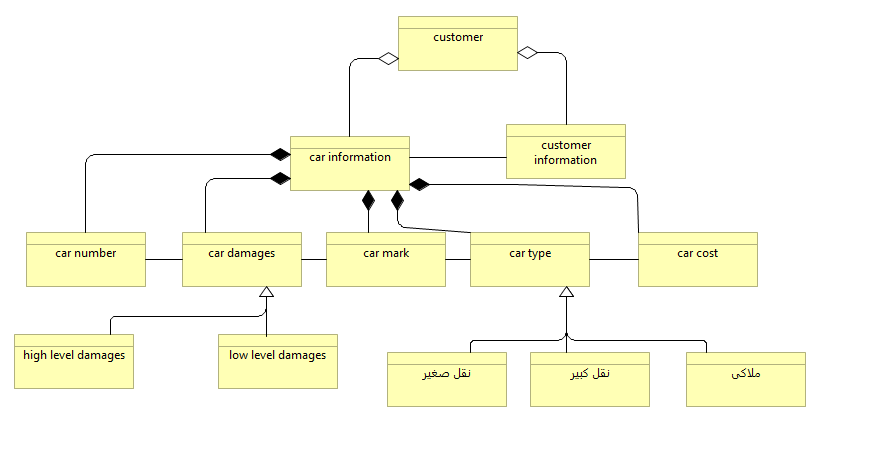 customer
customer
information
car information
car number
car damages
car mark
car type
car cost
high level damages
low level damages
نقل صغير
نقل كبير
ملاكى